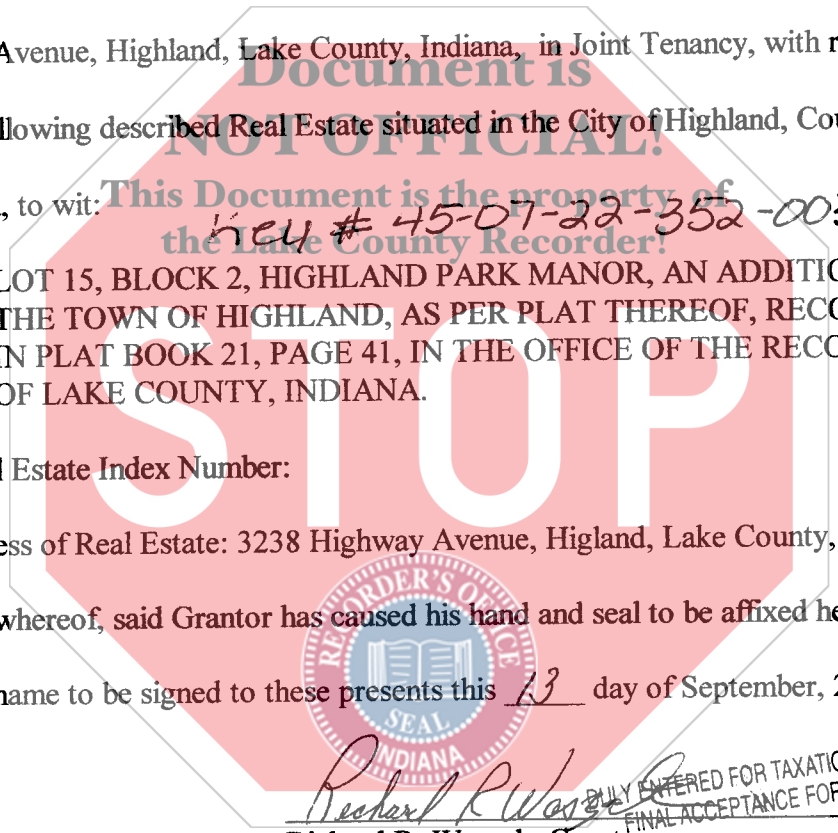 Avenue, Highland, Lake County, Indiana, in Joint Tenancy, with r
Document is
llowing described Real Estate situated in the City of Highland, Cou
NOT OFFICIAL!
, to wit:
This Document is the property of
Key # 45-07-22-352-00
the Lake County Recorder!
LOT 15, BLOCK 2, HIGHLAND PARK MANOR, AN ADDITIO
THE TOWN OF HIGHLAND, AS PER PLAT THEREOF, RECO
IN PLAT BOOK 21, PAGE 41, IN THE OFFICE OF THE RECO
OF LAKE COUNTY, INDIANA.
STOP
l Estate Index Number:
ess of Real Estate: 3238 Highway Avenue, Higland, Lake County,
whereof, said Grantor has caused his hand and seal to be affixed he
name to be signed to these presents this 13 day of September, 2
RECORDER'S OFFICE
SEAL
INDIANA
Richard R
DULY ENTERED FOR TAXATIO
FINAL ACCEPTANCE FOR